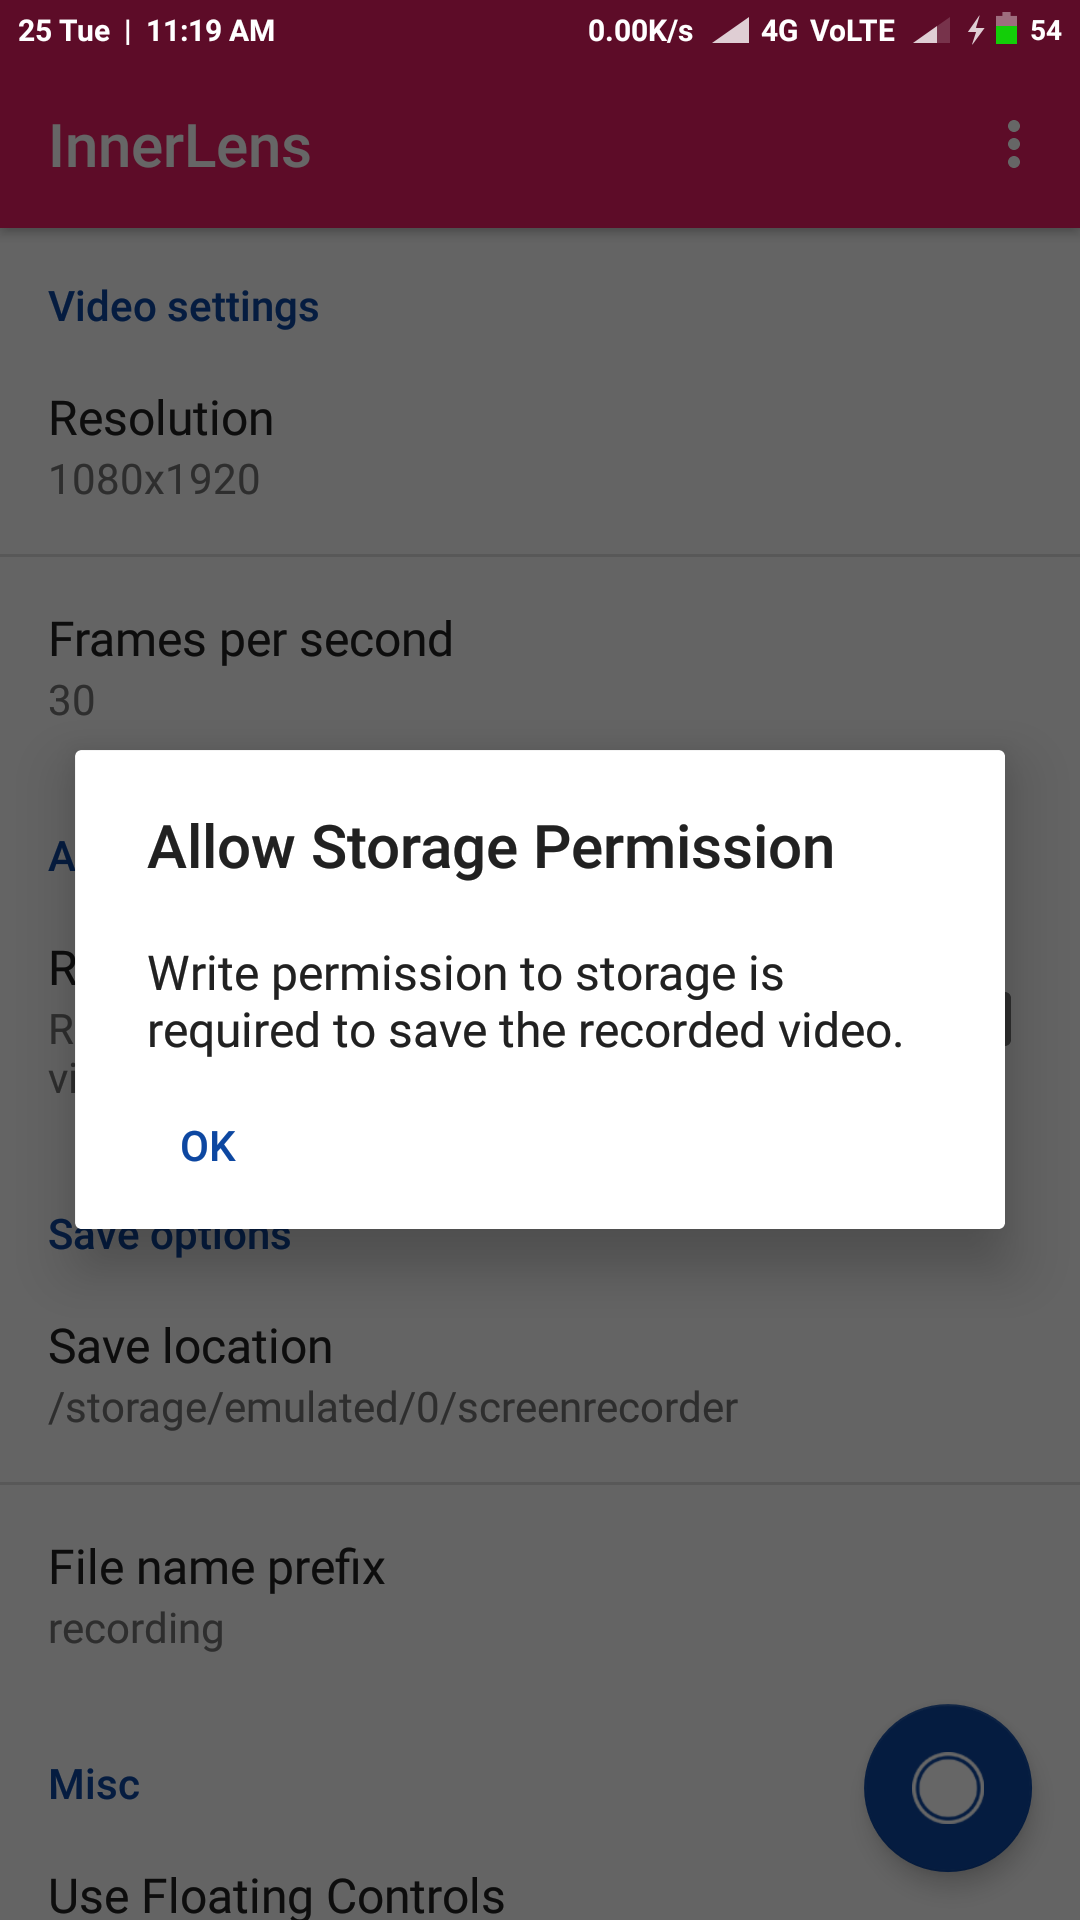 25 Tue | 11:19 AM 0.00K/s 4G VoLTE 54
InnerLens
Video settings
Resolution
1080x1920
Frames per second
30
Allow Storage Permission
Write permission to storage is
required to save the recorded video.
OK
Save options
Save location
/storage/emulated/0/screenrecorder
File name prefix
recording
Misc
Use Floating Controls